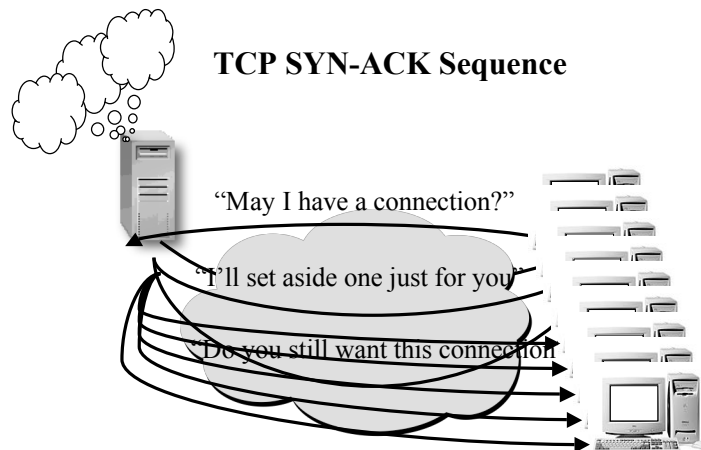 TCP SYN-ACK Sequence
“May I have a connection?”
“I’ll set aside one just for you”
“Do you still want this connection